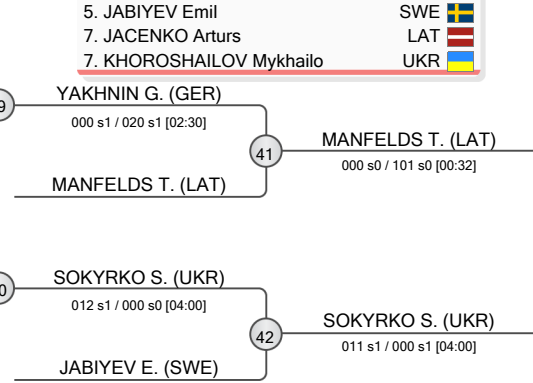 5. JABIYEV Emil SWE
7. JACENKO Arturs LAT
7. KHOROSHAILOV Mykhailo UKR
9 YAKHNIN G. (GER)
000 s1 / 020 s1 [02:30]
41 MANFELDS T. (LAT)
000 s0 / 101 s0 [00:32]
MANFELDS T. (LAT)
0 SOKYRKO S. (UKR)
012 s1 / 000 s0 [04:00]
42 SOKYRKO S. (UKR)
011 s1 / 000 s1 [04:00]
JABIYEV E. (SWE)